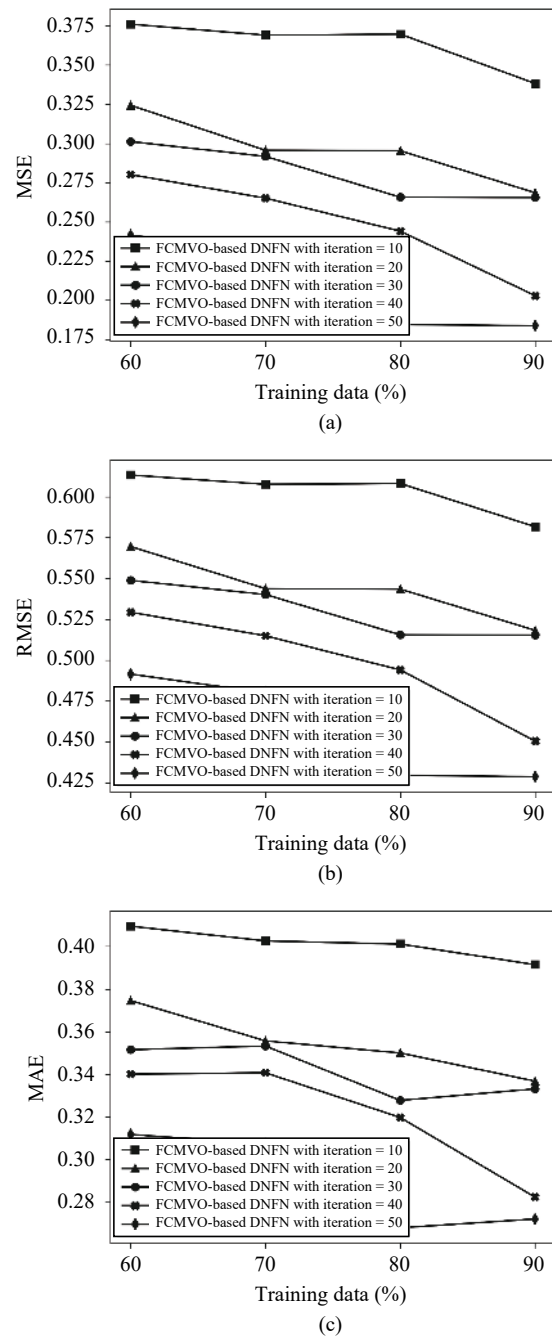 0.375
0.350
0.325
0.300
0.275
0.250
0.225
0.200
0.175
MSE
FCMVO-based DNFN with iteration = 10
FCMVO-based DNFN with iteration = 20
FCMVO-based DNFN with iteration = 30
FCMVO-based DNFN with iteration = 40
FCMVO-based DNFN with iteration = 50
60 70 80 90
Training data (%)
(a)
0.600
0.575
0.550
0.525
0.500
0.475
0.450
0.425
RMSE
FCMVO-based DNFN with iteration = 10
FCMVO-based DNFN with iteration = 20
FCMVO-based DNFN with iteration = 30
FCMVO-based DNFN with iteration = 40
FCMVO-based DNFN with iteration = 50
60 70 80 90
Training data (%)
(b)
0.40
0.38
0.36
0.34
0.32
0.30
0.28
MAE
FCMVO-based DNFN with iteration = 10
FCMVO-based DNFN with iteration = 20
FCMVO-based DNFN with iteration = 30
FCMVO-based DNFN with iteration = 40
FCMVO-based DNFN with iteration = 50
60 70 80 90
Training data (%)
(c)